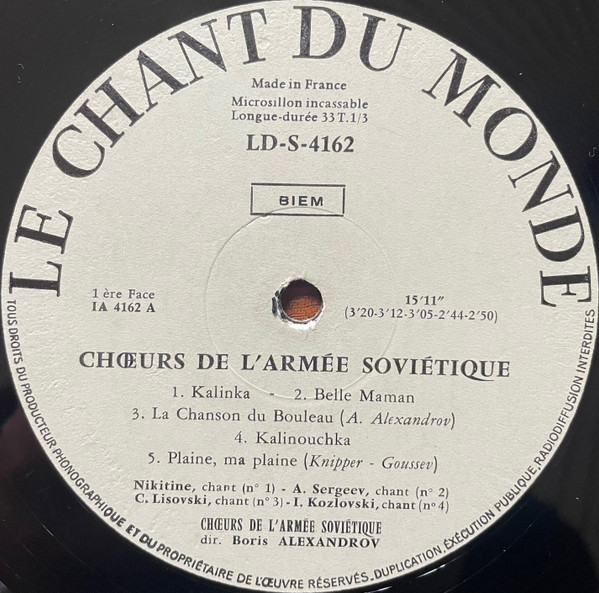 LE CHANT DU MONDE
Made in France
Microsillon incassable
Longue-durée 33 T. 1/3
LD-S-4162
BIEM
1 ère Face
IA 4162 A
15'11"
(3'20-3'12-3'05-2'44-2'50)
CHŒURS DE L'ARMÉE SOVIÉTIQUE
1. Kalinka - 2. Belle Maman
3. La Chanson du Bouleau (A. Alexandrov)
4. Kalinouchka
5. Plaine, ma plaine (Knipper - Goussev)
Nikitine, chant (n° 1) - A. Sergeev, chant (n° 2)
C. Lisovski, chant (n° 3) - I. Kozlovski, chant (n° 4)
CHŒURS DE L'ARMÉE SOVIÉTIQUE
dir. Boris ALEXANDROV
TOUS DROITS DU PRODUCTEUR PHONOGRAPHIQUE ET DU PROPRIÉTAIRE DE L'ŒUVRE RÉSERVÉS. DUPLICATION, EXÉCUTION PUBLIQUE, RADIODIFFUSION INTERDITES